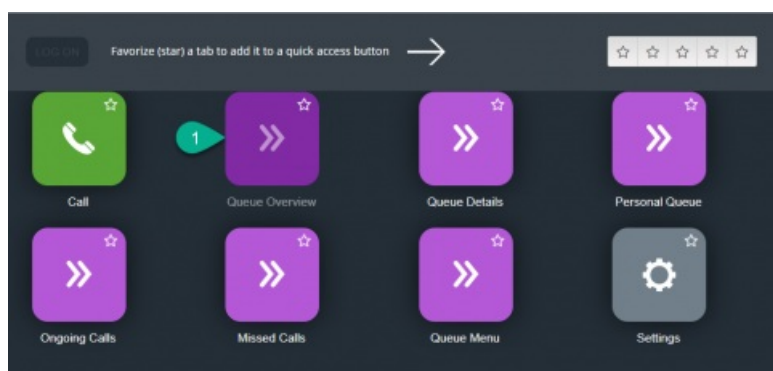 LOG ON
Favorize (star) a tab to add it to a quick access button
1
Call
Queue Overview
Queue Details
Personal Queue
Ongoing Calls
Missed Calls
Queue Menu
Settings